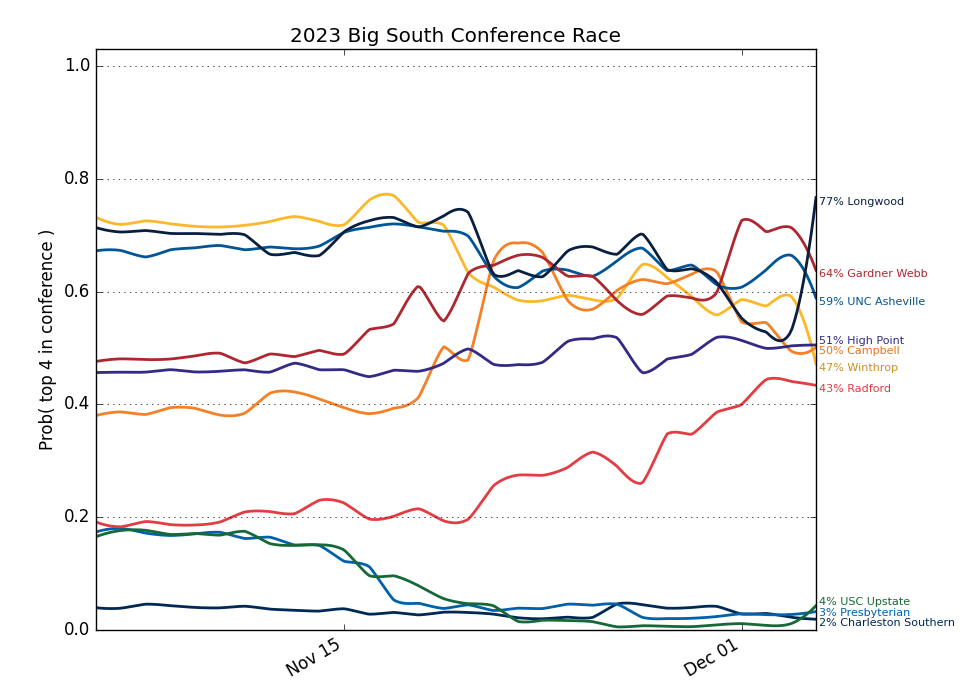 2023 Big South Conference Race
Prob( top 4 in conference )
1.0
0.8
0.6
0.4
0.2
0.0
Nov 15
Dec 01
77% Longwood
64% Gardner Webb
59% UNC Asheville
51% High Point
50% Campbell
47% Winthrop
43% Radford
4% USC Upstate
3% Presbyterian
2% Charleston Southern